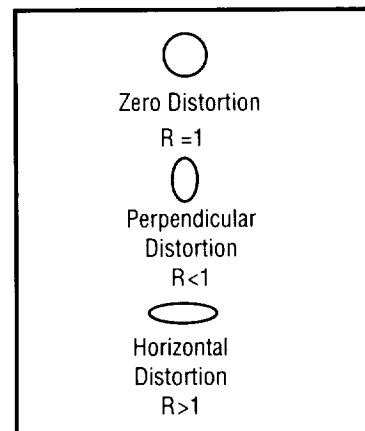 Zero Distortion
R =1
Perpendicular
Distortion
R<1
Horizontal
Distortion
R>1